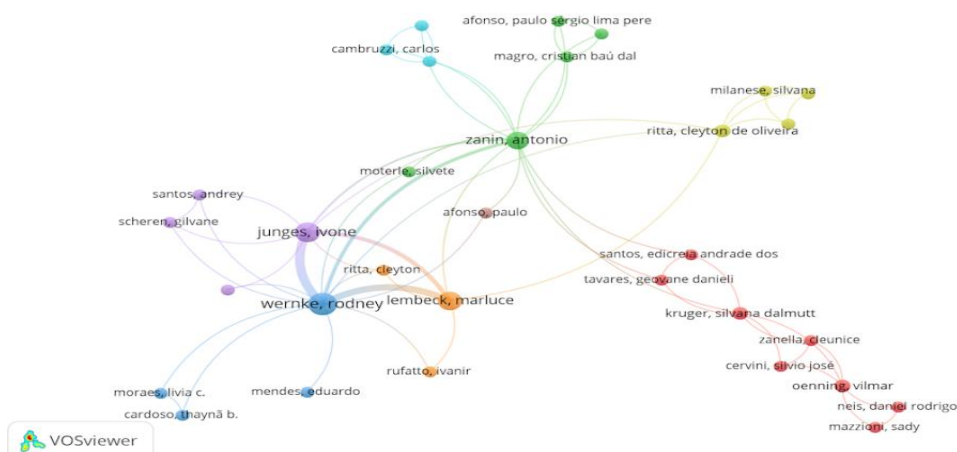 afonso, paulo sérgio lima pere
cambruzzi, carlos
magro, cristian baú dal
milanese, silvana
ritta, cleyton de oliveira
zanin, antonio
moterle, silvete
santos, andrey
afonso, paulo
scheren, gilvane
junges, ivone
santos, edicreia andrade dos
ritta, cleyton
tavares, geovane danieli
wernke, rodney
lembeck, marluce
kruger, silvana dalmutt
zanella, cleunice
cervini, silvio josé
rufatto, ivanir
oenning, vilmar
moraes, livia c.
mendes, eduardo
neis, daniel rodrigo
cardoso, thaynã b.
mazzioni, sady
VOSviewer